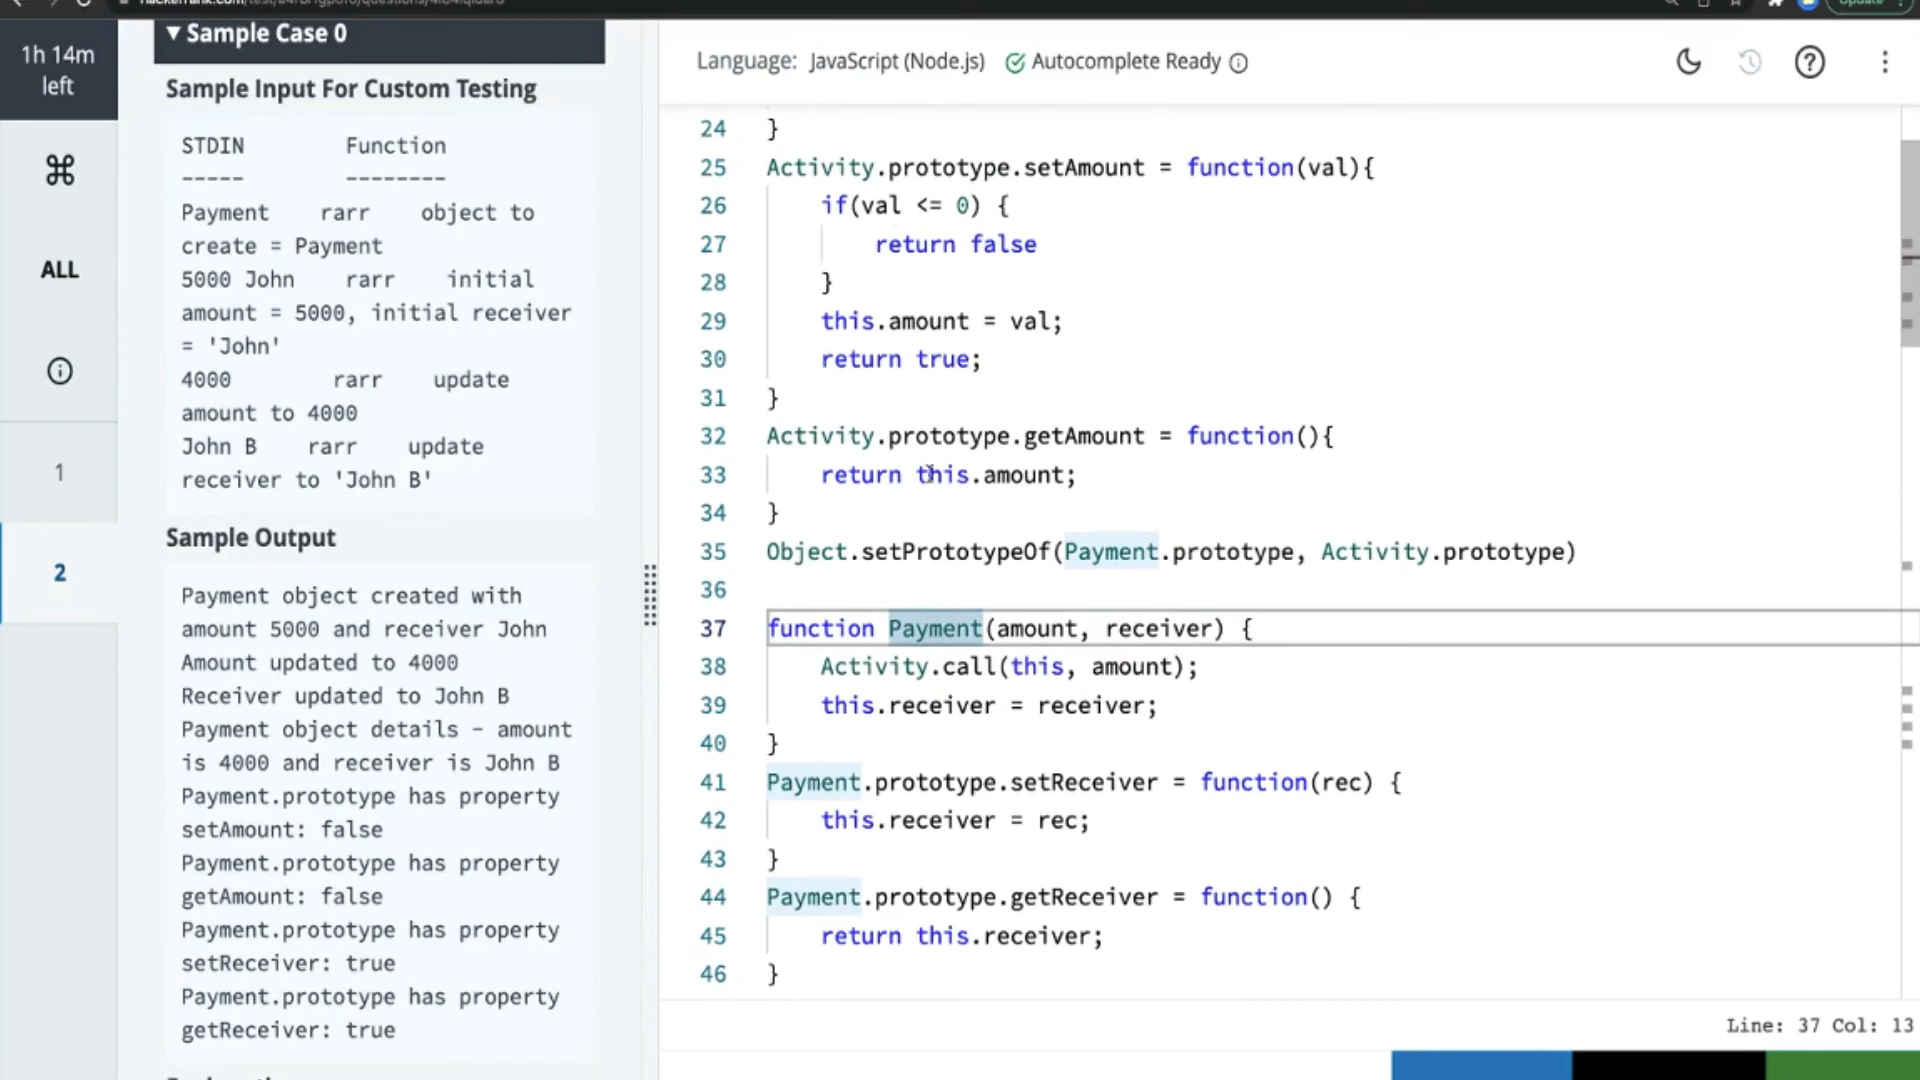 Update
1h 14m
left
ALL
1
2
▼ Sample Case 0
Sample Input For Custom Testing
STDIN Function
----- --------
Payment rarr object to
create = Payment
5000 John rarr initial
amount = 5000, initial receiver
= 'John'
4000 rarr update
amount to 4000
John B rarr update
receiver to 'John B'
Sample Output
Payment object created with
amount 5000 and receiver John
Amount updated to 4000
Receiver updated to John B
Payment object details – amount
is 4000 and receiver is John B
Payment.prototype has property
setAmount: false
Payment.prototype has property
getAmount: false
Payment.prototype has property
setReceiver: true
Payment.prototype has property
getReceiver: true
Language: JavaScript (Node.js) Autocomplete Ready
24 }
25 Activity.prototype.setAmount = function(val){
26 if(val <= 0) {
27 return false
28 }
29 this.amount = val;
30 return true;
31 }
32 Activity.prototype.getAmount = function(){
33 return this.amount;
34 }
35 Object.setPrototypeOf(Payment.prototype, Activity.prototype)
36
37 function Payment(amount, receiver) {
38 Activity.call(this, amount);
39 this.receiver = receiver;
40 }
41 Payment.prototype.setReceiver = function(rec) {
42 this.receiver = rec;
43 }
44 Payment.prototype.getReceiver = function() {
45 return this.receiver;
46 }
Line: 37 Col: 13